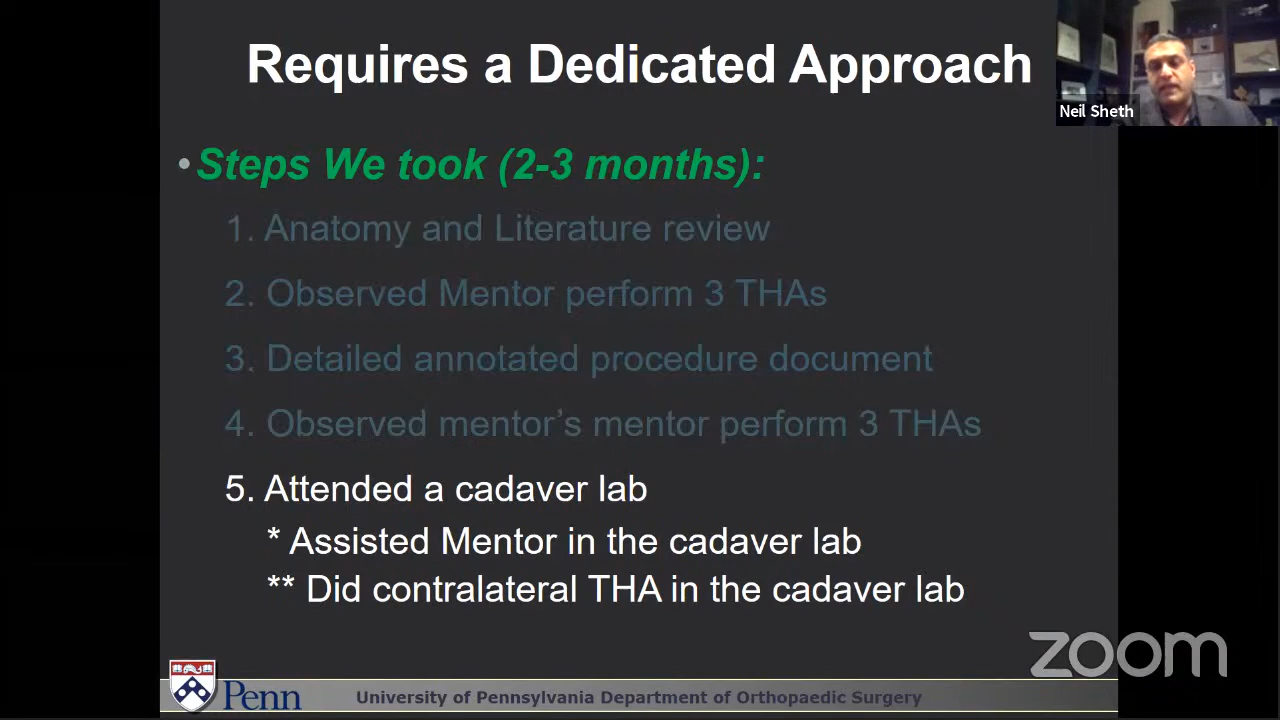 Requires a Dedicated Approach
Neil Sheth
• Steps We took (2-3 months):
1. Anatomy and Literature review
2. Observed Mentor perform 3 THAs
3. Detailed annotated procedure document
4. Observed mentor’s mentor perform 3 THAs
5. Attended a cadaver lab
* Assisted Mentor in the cadaver lab
** Did contralateral THA in the cadaver lab
zoom
Penn
University of Pennsylvania Department of Orthopaedic Surgery